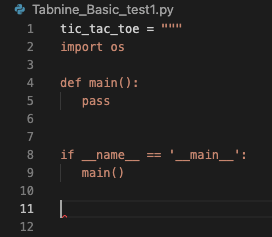 Tabnine_Basic_test1.py
1 tic_tac_toe = """
2 import os
3
4 def main():
5     pass
6
7
8 if __name__ == '__main__':
9     main()
10
11
12